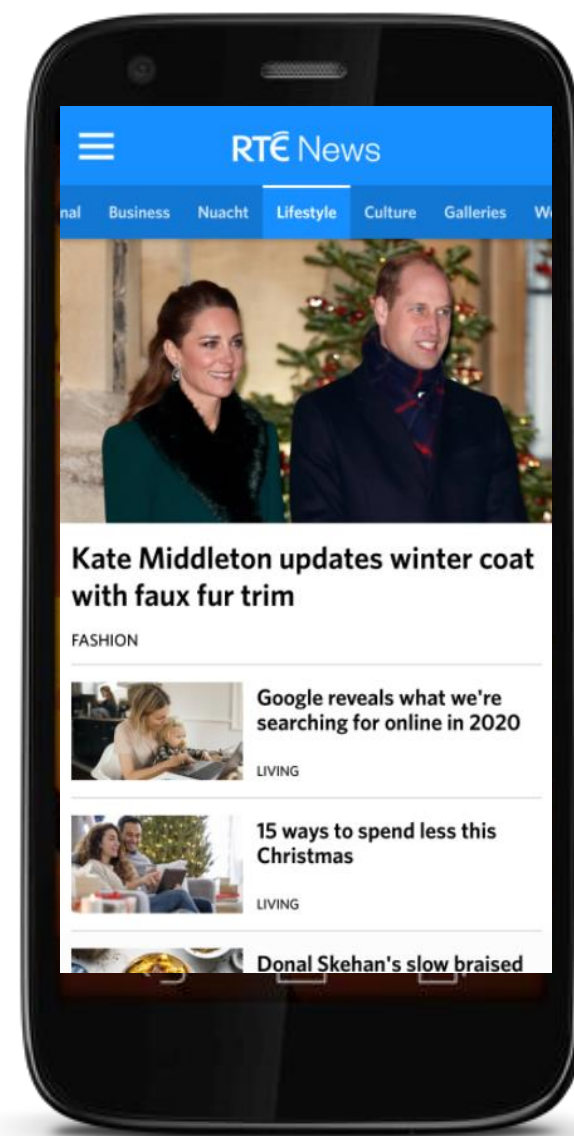 RTÉ News
nal Business Nuacht Lifestyle Culture Galleries W
Kate Middleton updates winter coat
with faux fur trim
FASHION
Google reveals what we're
searching for online in 2020
LIVING
15 ways to spend less this
Christmas
LIVING
Donal Skehan's slow braised